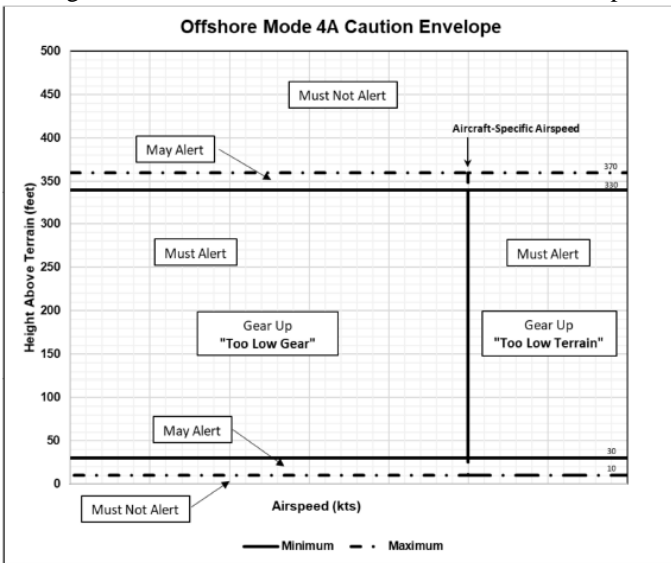 Offshore Mode 4A Caution Envelope
500
450
400
350
300
250
200
150
100
50
0
Height Above Terrain (feet)
Must Not Alert
Aircraft-Specific Airspeed
May Alert
370
330
Must Alert
Must Alert
Gear Up
"Too Low Gear"
Gear Up
"Too Low Terrain"
May Alert
30
10
Must Not Alert
Airspeed (kts)
Minimum
Maximum